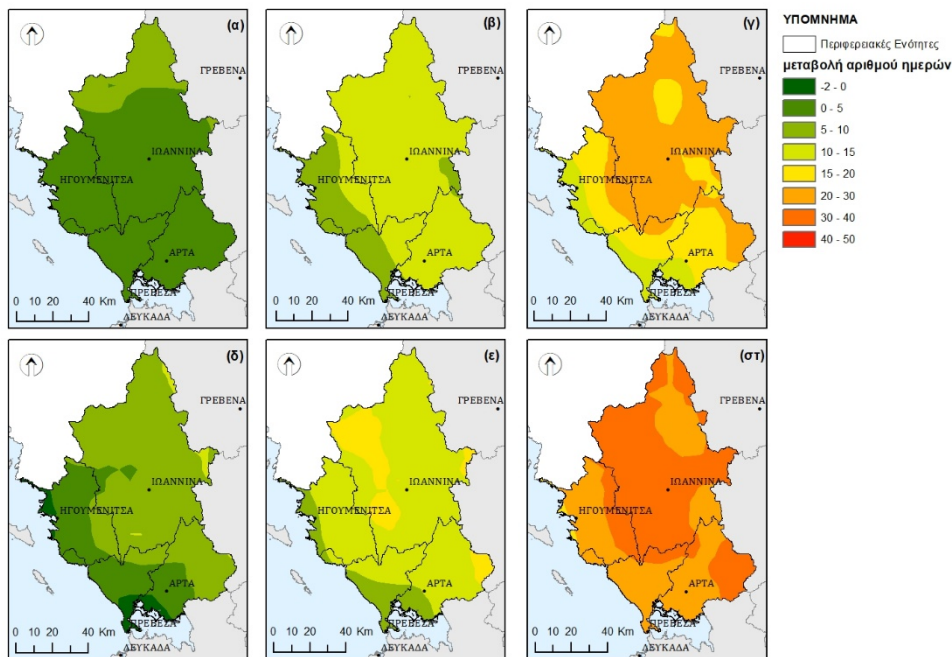 (α)
ΓΡΕΒΕΝΑ
ΙΩΑΝΝΙΝΑ
ΗΓΟΥΜΕΝΙΤΣΑ
ΑΡΤΑ
ΠΡΕΒΕΖΑ
ΛΕΥΚΑΔΑ
0 10 20 40 Km
(β)
ΓΡΕΒΕΝΑ
ΙΩΑΝΝΙΝΑ
ΗΓΟΥΜΕΝΙΤΣΑ
ΑΡΤΑ
ΠΡΕΒΕΖΑ
ΛΕΥΚΑΔΑ
0 10 20 40 Km
(γ)
ΓΡΕΒΕΝΑ
ΙΩΑΝΝΙΝΑ
ΗΓΟΥΜΕΝΙΤΣΑ
ΑΡΤΑ
ΠΡΕΒΕΖΑ
ΛΕΥΚΑΔΑ
0 10 20 40 Km
ΥΠΟΜΝΗΜΑ
Περιφερειακές Ενότητες
μεταβολή αριθμού ημερών
-2 - 0
0 - 5
5 - 10
10 - 15
15 - 20
20 - 30
30 - 40
40 - 50
(δ)
ΓΡΕΒΕΝΑ
ΙΩΑΝΝΙΝΑ
ΗΓΟΥΜΕΝΙΤΣΑ
ΑΡΤΑ
ΠΡΕΒΕΖΑ
ΛΕΥΚΑΔΑ
0 10 20 40 Km
(ε)
ΓΡΕΒΕΝΑ
ΙΩΑΝΝΙΝΑ
ΗΓΟΥΜΕΝΙΤΣΑ
ΑΡΤΑ
ΠΡΕΒΕΖΑ
ΛΕΥΚΑΔΑ
0 10 20 40 Km
(στ)
ΓΡΕΒΕΝΑ
ΙΩΑΝΝΙΝΑ
ΗΓΟΥΜΕΝΙΤΣΑ
ΑΡΤΑ
ΠΡΕΒΕΖΑ
ΛΕΥΚΑΔΑ
0 10 20 40 Km